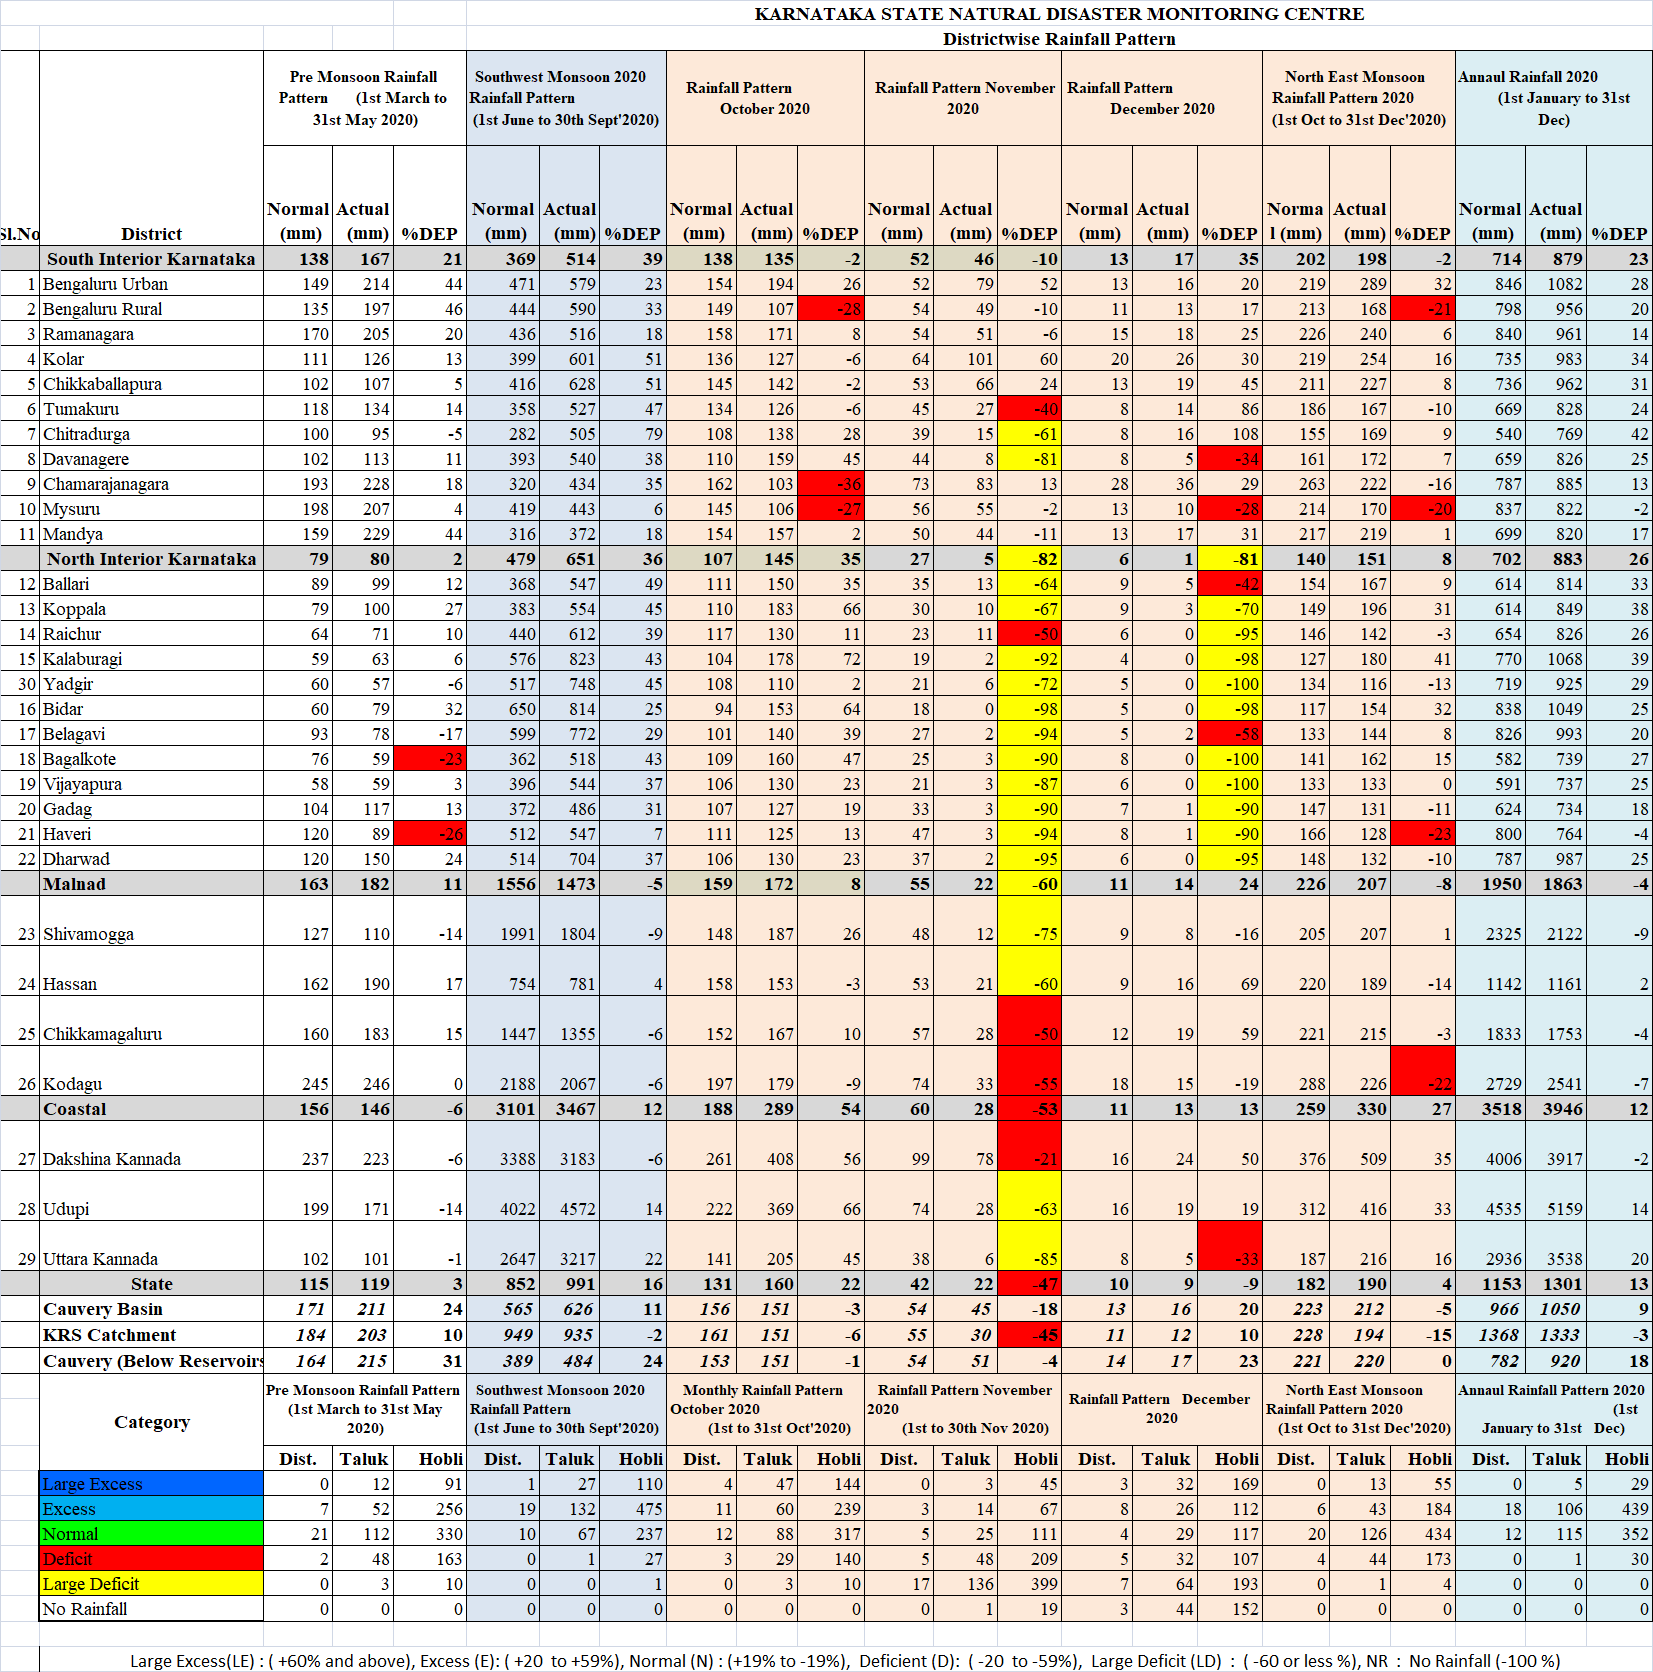 KARNATAKA STATE NATURAL DISASTER MONITORING CENTRE
Districtwise Rainfall Pattern
Pre Monsoon Rainfall Pattern (1st March to 31st May 2020) Southwest Monsoon 2020 Rainfall Pattern (1st June to 30th Sept'2020) Rainfall Pattern October 2020 Rainfall Pattern November 2020 Rainfall Pattern December 2020 North East Monsoon Rainfall Pattern 2020 (1st Oct to 31st Dec'2020) Annaul Rainfall 2020 (1st January to 31st Dec)
Sl.No District Normal (mm) Actual (mm) %DEP Normal (mm) Actual (mm) %DEP Normal (mm) Actual (mm) %DEP Normal (mm) Actual (mm) %DEP Normal (mm) Actual (mm) %DEP Normal (mm) Actual (mm) %DEP Normal (mm) Actual (mm) %DEP
South Interior Karnataka 138 167 21 369 514 39 138 135 -2 52 46 -10 13 17 35 202 198 -2 714 879 23
1 Bengaluru Urban 149 214 44 471 579 23 154 194 26 52 79 52 13 16 20 219 289 32 846 1082 28
2 Bengaluru Rural 135 197 46 444 590 33 149 107 -28 54 49 -10 11 13 17 213 168 -21 798 956 20
3 Ramanagara 170 205 20 436 516 18 158 171 8 54 51 -6 15 18 25 226 240 6 840 961 14
4 Kolar 111 126 13 399 601 51 136 127 -6 64 101 60 20 26 30 219 254 16 735 983 34
5 Chikkaballapura 102 107 5 416 628 51 145 142 -2 53 66 24 13 19 45 211 227 8 736 962 31
6 Tumakuru 118 134 14 358 527 47 134 126 -6 45 27 -40 8 14 86 186 167 -10 669 828 24
7 Chitradurga 100 95 -5 282 505 79 108 138 28 39 15 -61 8 16 108 155 169 9 540 769 42
8 Davanagere 102 113 11 393 540 38 110 159 45 44 8 -81 8 5 -34 161 172 7 659 826 25
9 Chamarajanagara 193 228 18 320 434 35 162 103 -36 73 83 13 28 36 29 263 222 -16 787 885 13
10 Mysuru 198 207 4 419 443 6 145 106 -27 56 55 -2 13 10 -28 214 170 -20 837 822 -2
11 Mandya 159 229 44 316 372 18 154 157 2 50 44 -11 13 17 31 217 219 1 699 820 17
North Interior Karnataka 79 80 2 479 651 36 107 145 35 27 5 -82 6 1 -81 140 151 8 702 883 26
12 Ballari 89 99 12 368 547 49 111 150 35 35 13 -64 9 5 -42 154 167 9 614 814 33
13 Koppala 79 100 27 383 554 45 110 183 66 30 10 -67 9 3 -70 149 196 31 614 849 38
14 Raichur 64 71 10 440 612 39 117 130 11 23 11 -50 6 0 -95 146 142 -3 654 826 26
15 Kalaburagi 59 63 6 576 823 43 104 178 72 19 2 -92 4 0 -98 127 180 41 770 1068 39
30 Yadgir 60 57 -6 517 748 45 108 110 2 21 6 -72 5 0 -100 134 116 -13 719 925 29
16 Bidar 60 79 32 650 814 25 94 153 64 18 0 -98 5 0 -98 117 154 32 838 1049 25
17 Belagavi 93 78 -17 599 772 29 101 140 39 27 2 -94 5 2 -58 133 144 8 826 993 20
18 Bagalkote 76 59 -23 362 518 43 109 160 47 25 3 -90 8 0 -100 141 162 15 582 739 27
19 Vijayapura 58 59 3 396 544 37 106 130 23 21 3 -87 6 0 -100 133 133 0 591 737 25
20 Gadag 104 117 13 372 486 31 107 127 19 33 3 -90 7 1 -90 147 131 -11 624 734 18
21 Haveri 120 89 -26 512 547 7 111 125 13 47 3 -94 8 1 -90 166 128 -23 800 764 -4
22 Dharwad 120 150 24 514 704 37 106 130 23 37 2 -95 6 0 -95 148 132 -10 787 987 25
Malnad 163 182 11 1556 1473 -5 159 172 8 55 22 -60 11 14 24 226 207 -8 1950 1863 -4
23 Shivamogga 127 110 -14 1991 1804 -9 148 187 26 48 12 -75 9 8 -16 205 207 1 2325 2122 -9
24 Hassan 162 190 17 754 781 4 158 153 -3 53 21 -60 9 16 69 220 189 -14 1142 1161 2
25 Chikkamagaluru 160 183 15 1447 1355 -6 152 167 10 57 28 -50 12 19 59 221 215 -3 1833 1753 -4
26 Kodagu 245 246 0 2188 2067 -6 197 179 -9 74 33 -55 18 15 -19 288 226 -22 2729 2541 -7
Coastal 156 146 -6 3101 3467 12 188 289 54 60 28 -53 11 13 13 259 330 27 3518 3946 12
27 Dakshina Kannada 237 223 -6 3388 3183 -6 261 408 56 99 78 -21 16 24 50 376 509 35 4006 3917 -2
28 Udupi 199 171 -14 4022 4572 14 222 369 66 74 28 -63 16 19 19 312 416 33 4535 5159 14
29 Uttara Kannada 102 101 -1 2647 3217 22 141 205 45 38 6 -85 8 5 -33 187 216 16 2936 3538 20
State 115 119 3 852 991 16 131 160 22 42 22 -47 10 9 -9 182 190 4 1153 1301 13
Cauvery Basin 171 211 24 565 626 11 156 151 -3 54 45 -18 13 16 20 223 212 -5 966 1050 9
KRS Catchment 184 203 10 949 935 -2 161 151 -6 55 30 -45 11 12 10 228 194 -15 1368 1333 -3
Cauvery (Below Reservoirs 164 215 31 389 484 24 153 151 -1 54 51 -4 14 17 23 221 220 0 782 920 18
Category Pre Monsoon Rainfall Pattern (1st March to 31st May 2020) Southwest Monsoon 2020 Rainfall Pattern (1st June to 30th Sept'2020) Monthly Rainfall Pattern October 2020 (1st to 31st Oct'2020) Rainfall Pattern November 2020 (1st to 30th Nov 2020) Rainfall Pattern December 2020 North East Monsoon Rainfall Pattern 2020 (1st Oct to 31st Dec'2020) Annaul Rainfall Pattern 2020 (1st January to 31st Dec)
Dist. Taluk Hobli Dist. Taluk Hobli Dist. Taluk Hobli Dist. Taluk Hobli Dist. Taluk Hobli Dist. Taluk Hobli Dist. Taluk Hobli
Large Excess 0 12 91 1 27 110 4 47 144 0 3 45 3 32 169 0 13 55 0 5 29
Excess 7 52 256 19 132 475 11 60 239 3 14 67 8 26 112 6 43 184 18 106 439
Normal 21 112 330 10 67 237 12 88 317 5 25 111 4 29 117 20 126 434 12 115 352
Deficit 2 48 163 0 1 27 3 29 140 5 48 209 5 32 107 4 44 173 0 1 30
Large Deficit 0 3 10 0 0 1 0 3 10 17 136 399 7 64 193 0 1 4 0 0 0
No Rainfall 0 0 0 0 0 0 0 0 0 0 1 19 3 44 152 0 0 0 0 0 0
Large Excess(LE) : ( +60% and above), Excess (E): ( +20 to +59%), Normal (N) : (+19% to -19%), Deficient (D): ( -20 to -59%), Large Deficit (LD) : ( -60 or less %), NR : No Rainfall (-100 %)